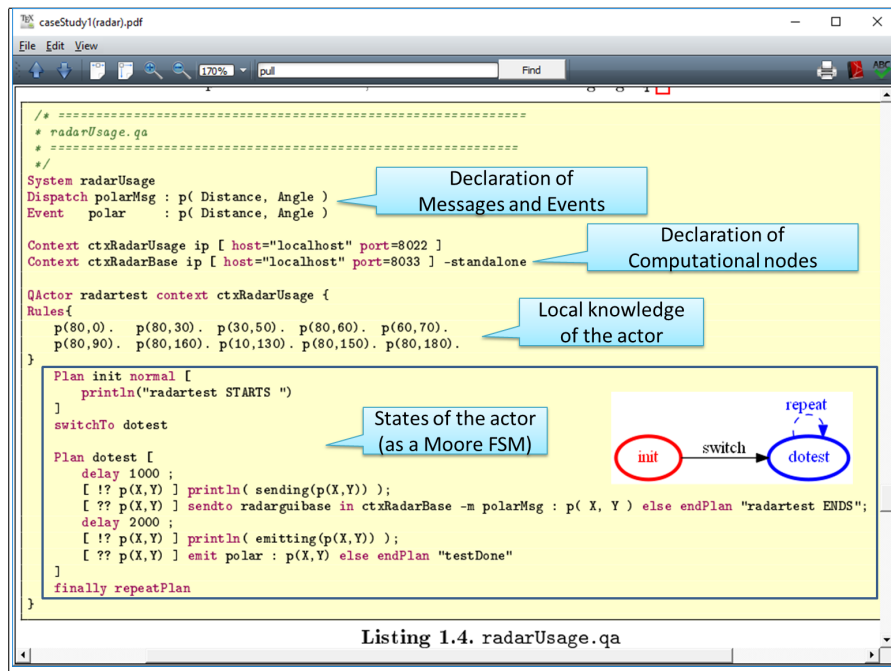 TEX caseStudy1(radar).pdf
File Edit View
170% pull Find ABC
/* ============================================================
* radarUsage.qa
* ============================================================
*/
System radarUsage
Dispatch polarMsg : p( Distance, Angle )
Event polar : p( Distance, Angle )
Declaration of
Messages and Events
Context ctxRadarUsage ip [ host="localhost" port=8022 ]
Context ctxRadarBase ip [ host="localhost" port=8033 ] -standalone
Declaration of
Computational nodes
QActor radartest context ctxRadarUsage {
Rules{
p(80,0). p(80,30). p(30,50). p(80,60). p(60,70).
p(80,90). p(80,160). p(10,130). p(80,150). p(80,180).
}
Local knowledge
of the actor
Plan init normal [
println("radartest STARTS ")
]
switchTo dotest
States of the actor
(as a Moore FSM)
repeat
init switch dotest
Plan dotest [
delay 1000 ;
[ !? p(X,Y) ] println( sending(p(X,Y)) );
[ ?? p(X,Y) ] sendto radarguibase in ctxRadarBase -m polarMsg : p( X, Y ) else endPlan "radartest ENDS";
delay 2000 ;
[ !? p(X,Y) ] println( emitting(p(X,Y)) );
[ ?? p(X,Y) ] emit polar : p(X,Y) else endPlan "testDone"
]
finally repeatPlan
}
Listing 1.4. radarUsage.qa